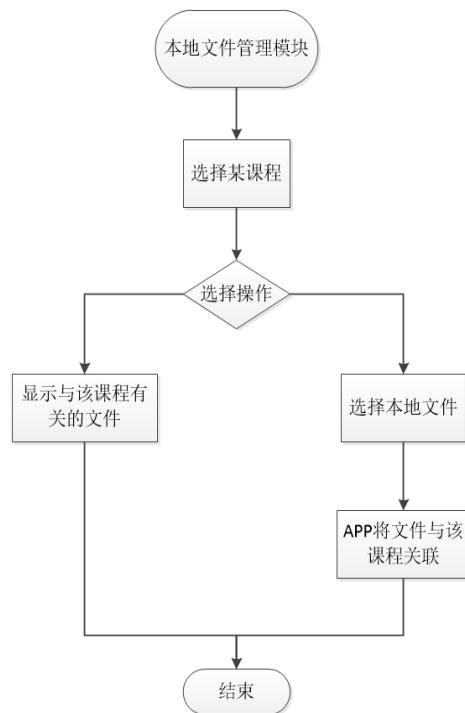 本地文件管理模块
选择某课程
选择操作
显示与该课程有
关的文件
选择本地文件
APP将文件与该
课程关联
结束